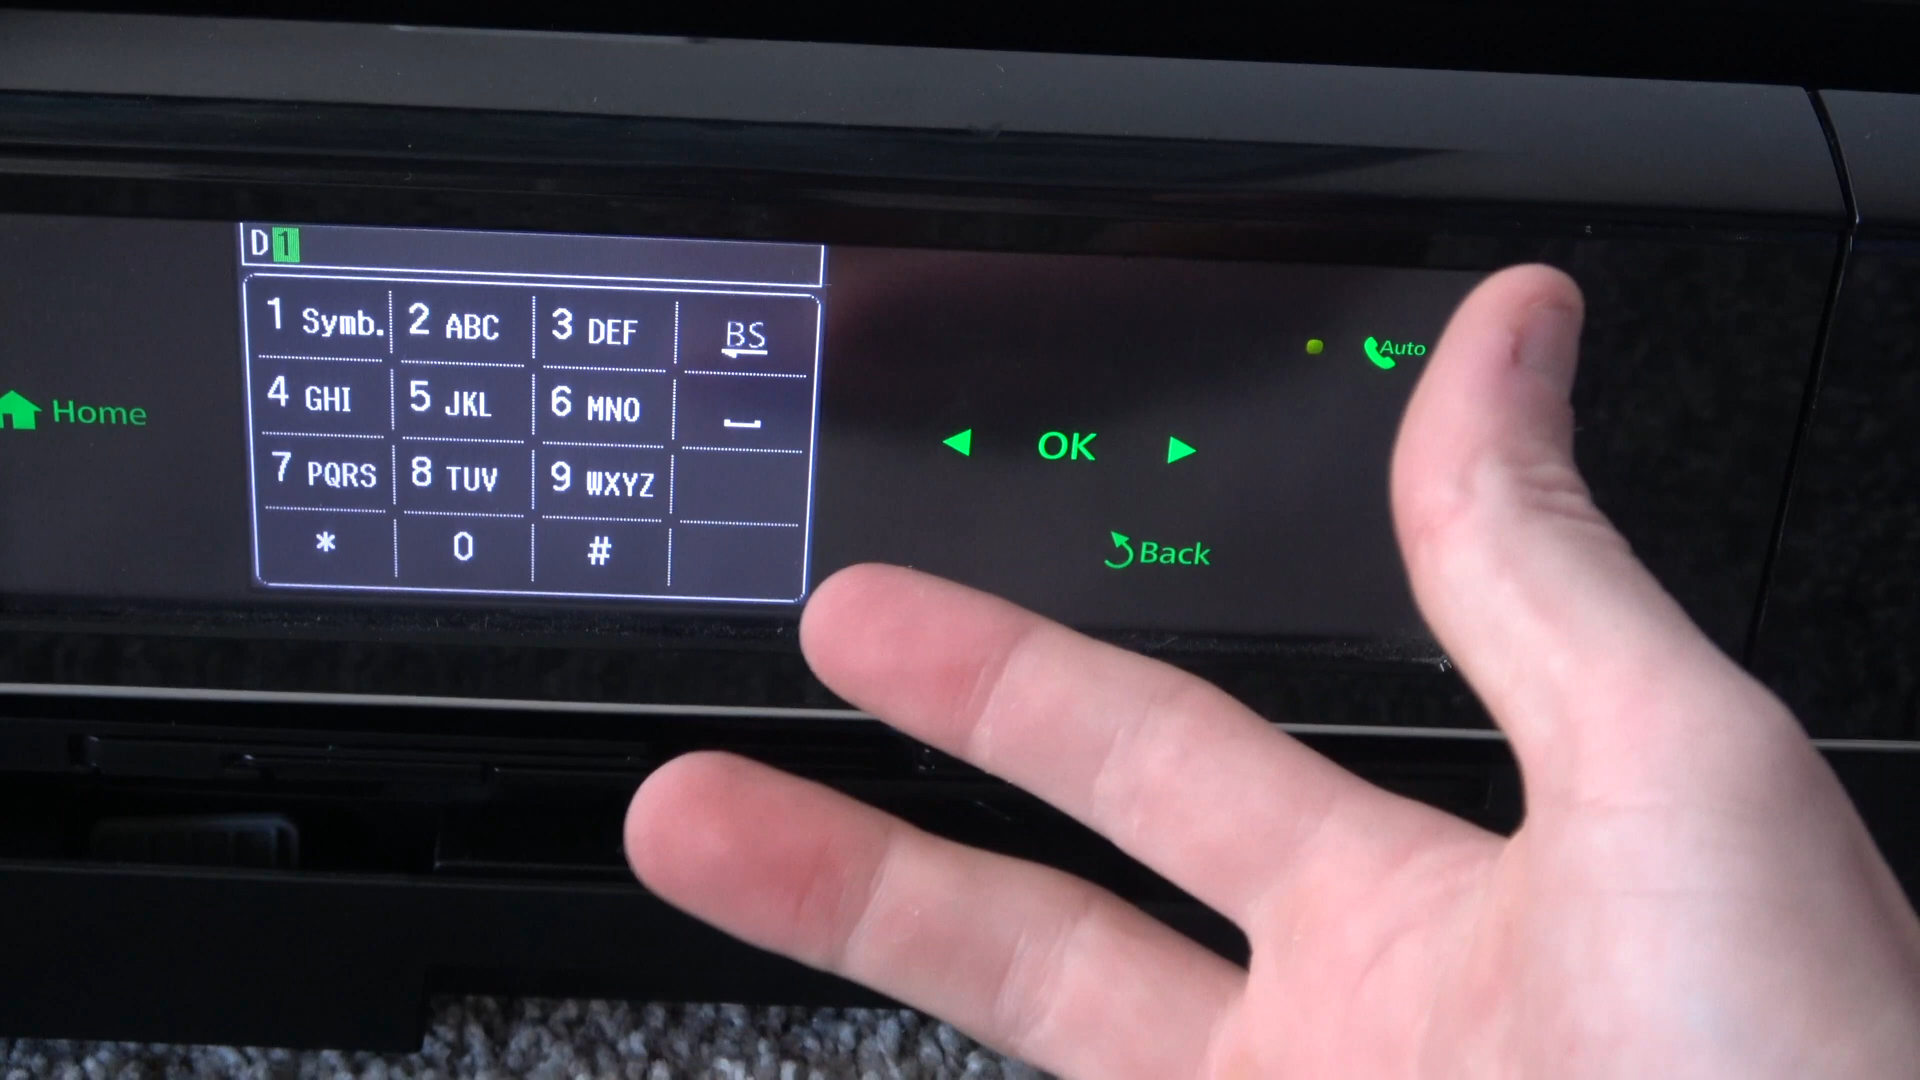 D1
1 Symb. 2 ABC 3 DEF BS
4 GHI 5 JKL 6 MNO
7 PQRS 8 TUV 9 WXYZ
* 0 #
Home
Auto
OK
Back